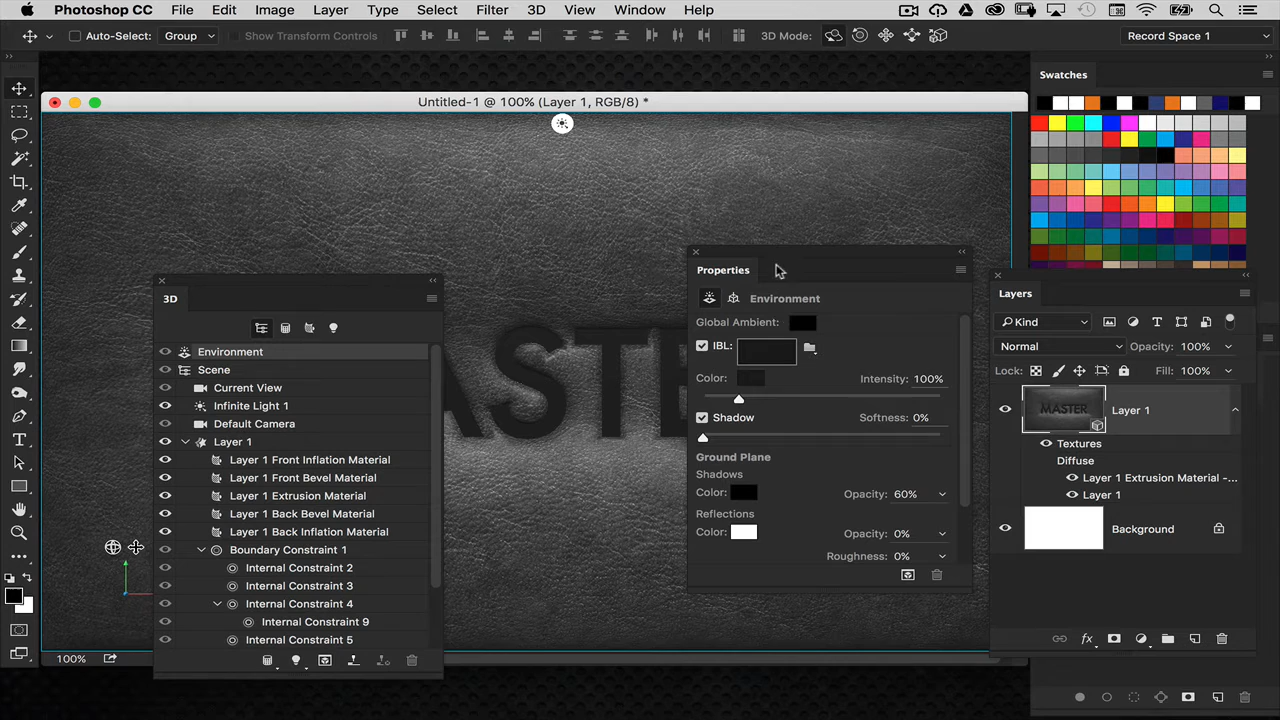 Photoshop CC File Edit Image Layer Type Select Filter 3D View Window Help
Auto-Select: Group Show Transform Controls 3D Mode: Record Space 1
Untitled-1 @ 100% (Layer 1, RGB/8) *
Swatches
3D
Environment
Scene
Current View
Infinite Light 1
Default Camera
Layer 1
Layer 1 Front Inflation Material
Layer 1 Front Bevel Material
Layer 1 Extrusion Material
Layer 1 Back Bevel Material
Layer 1 Back Inflation Material
Boundary Constraint 1
Internal Constraint 2
Internal Constraint 3
Internal Constraint 4
Internal Constraint 9
Internal Constraint 5
ASTE
Properties
Environment
Global Ambient:
IBL:
Color: Intensity: 100%
Shadow Softness: 0%
Ground Plane
Shadows
Color: Opacity: 60%
Reflections
Color: Opacity: 0%
Roughness: 0%
Layers
Kind
Normal Opacity: 100%
Lock: Fill: 100%
MASTER
Layer 1
Textures
Diffuse
Layer 1 Extrusion Material -...
Layer 1
Background
fx
100%